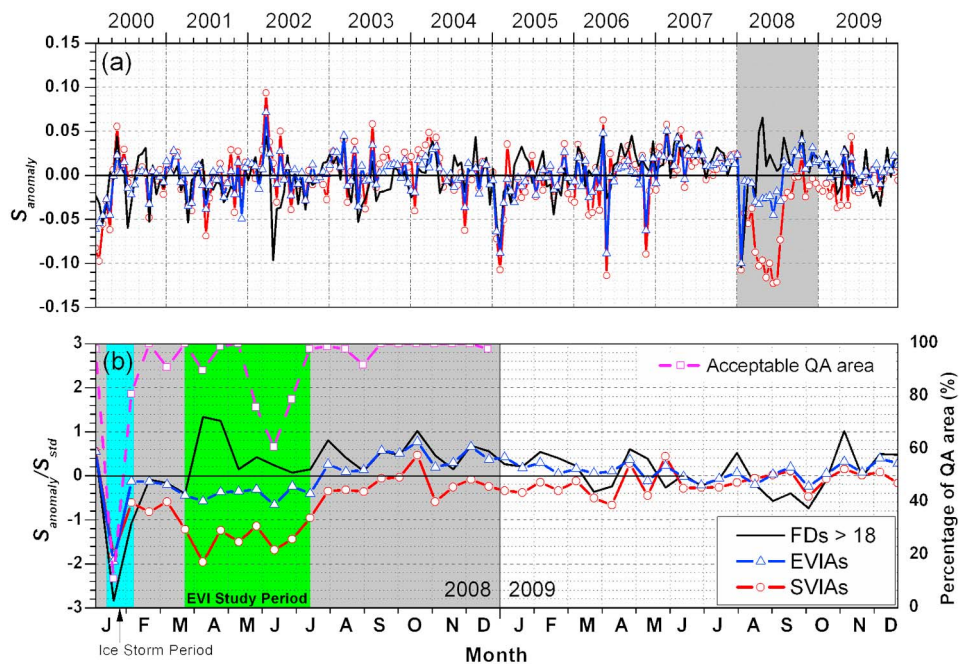 2000 2001 2002 2003 2004 2005 2006 2007 2008 2009
(a)
S anomaly
0.15
0.10
0.05
0.00
-0.05
-0.10
-0.15
(b)
S anomaly/S std
3
2
1
0
-1
-2
-3
Acceptable QA area
FDs > 18
EVIAs
SVIAs
EVI Study Period
2008 2009
100
80
60
40
20
0
Percentage of QA area (%)
J F M A M J J A S O N D J F M A M J J A S O N D
Ice Storm Period
Month